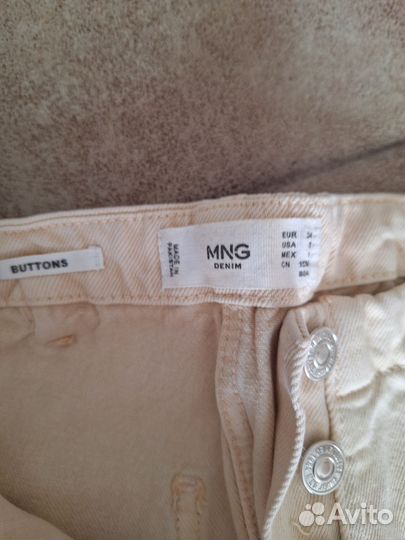 BUTTONS
MADE IN
PAKISTAN
MNG
DENIM
EUR
USA
MEX
CN
Avito